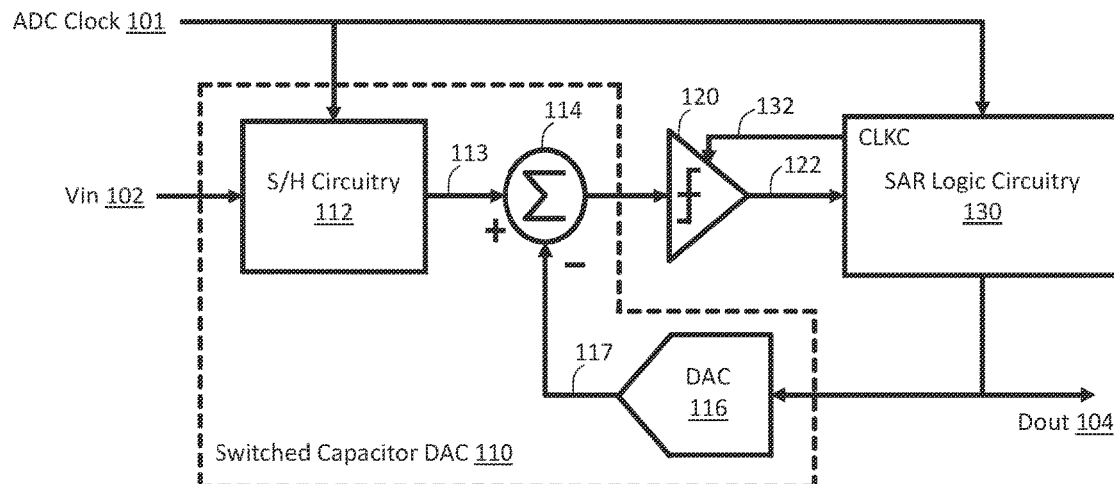 ADC Clock 101
120
132
114
CLKC
113
122
S/H Circuitry
112
SAR Logic Circuitry
130
Vin 102
Σ
+
−
117
DAC
116
Dout 104
Switched Capacitor DAC 110